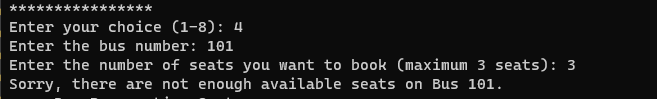 ****************
Enter your choice (1-8): 4
Enter the bus number: 101
Enter the number of seats you want to book (maximum 3 seats): 3
Sorry, there are not enough available seats on Bus 101.